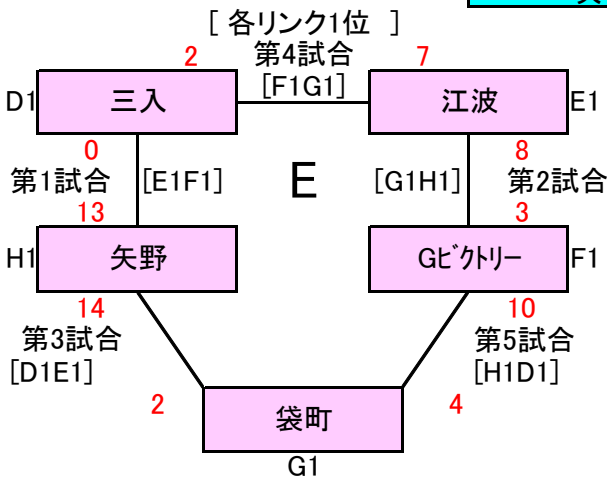 [ 各リンク1位 ]
2 第4試合 7
[F1G1]
D1 三入 江波 E1
0 8
第1試合 [E1F1] E [G1H1] 第2試合
13 3
H1 矢野 Gビクトリー F1
14 10
第3試合 第5試合
[D1E1] [H1D1]
2 4
袋町
G1